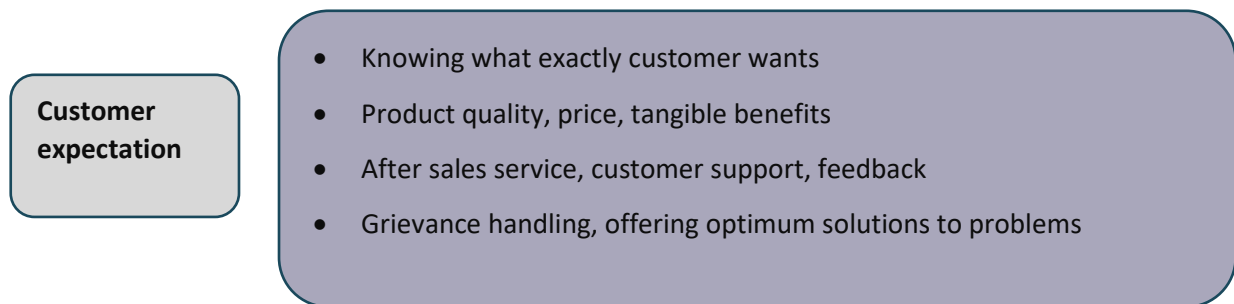 Customer
expectation
• Knowing what exactly customer wants
• Product quality, price, tangible benefits
• After sales service, customer support, feedback
• Grievance handling, offering optimum solutions to problems